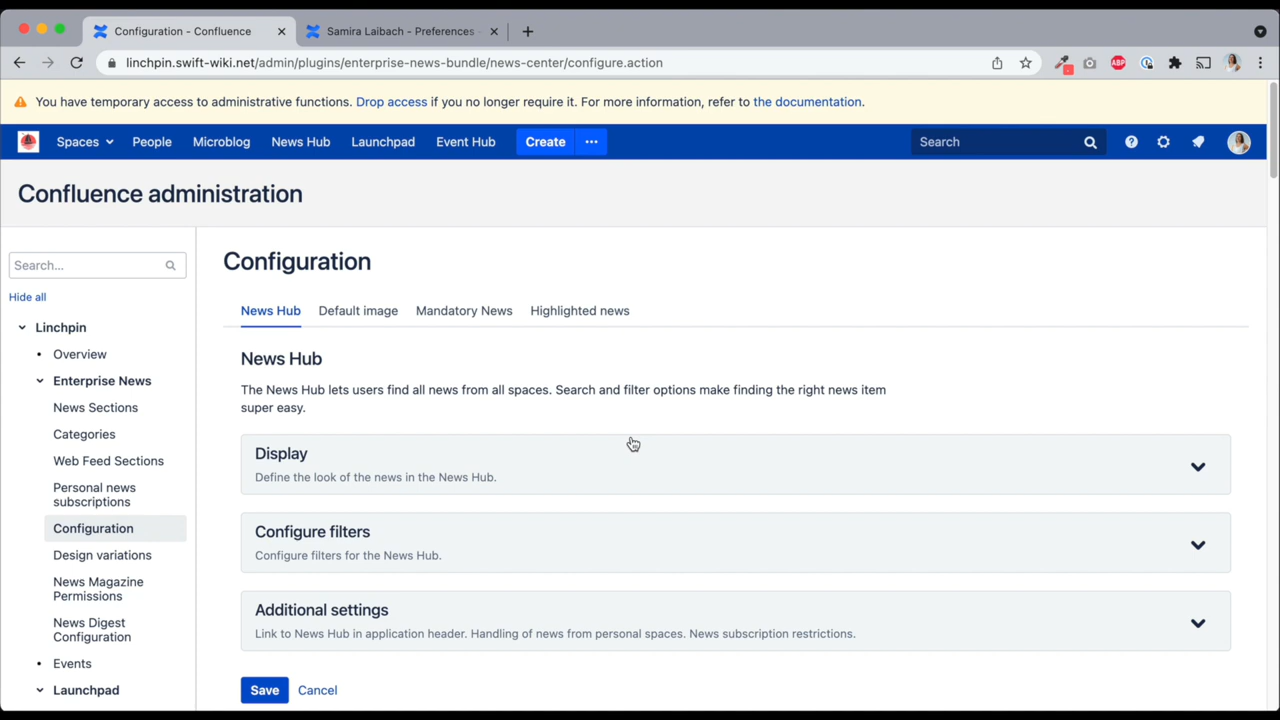 Configuration - Confluence
Samira Laibach - Preferences -
linchpin.swift-wiki.net/admin/plugins/enterprise-news-bundle/news-center/configure.action
ABP
You have temporary access to administrative functions. Drop access if you no longer require it. For more information, refer to the documentation.
Spaces People Microblog News Hub Launchpad Event Hub Create ··· Search
Confluence administration
Search...
Hide all
Linchpin
• Overview
Enterprise News
News Sections
Categories
Web Feed Sections
Personal news
subscriptions
Configuration
Design variations
News Magazine
Permissions
News Digest
Configuration
• Events
Launchpad
Configuration
News Hub Default image Mandatory News Highlighted news
News Hub
The News Hub lets users find all news from all spaces. Search and filter options make finding the right news item
super easy.
Display
Define the look of the news in the News Hub.
Configure filters
Configure filters for the News Hub.
Additional settings
Link to News Hub in application header. Handling of news from personal spaces. News subscription restrictions.
Save Cancel